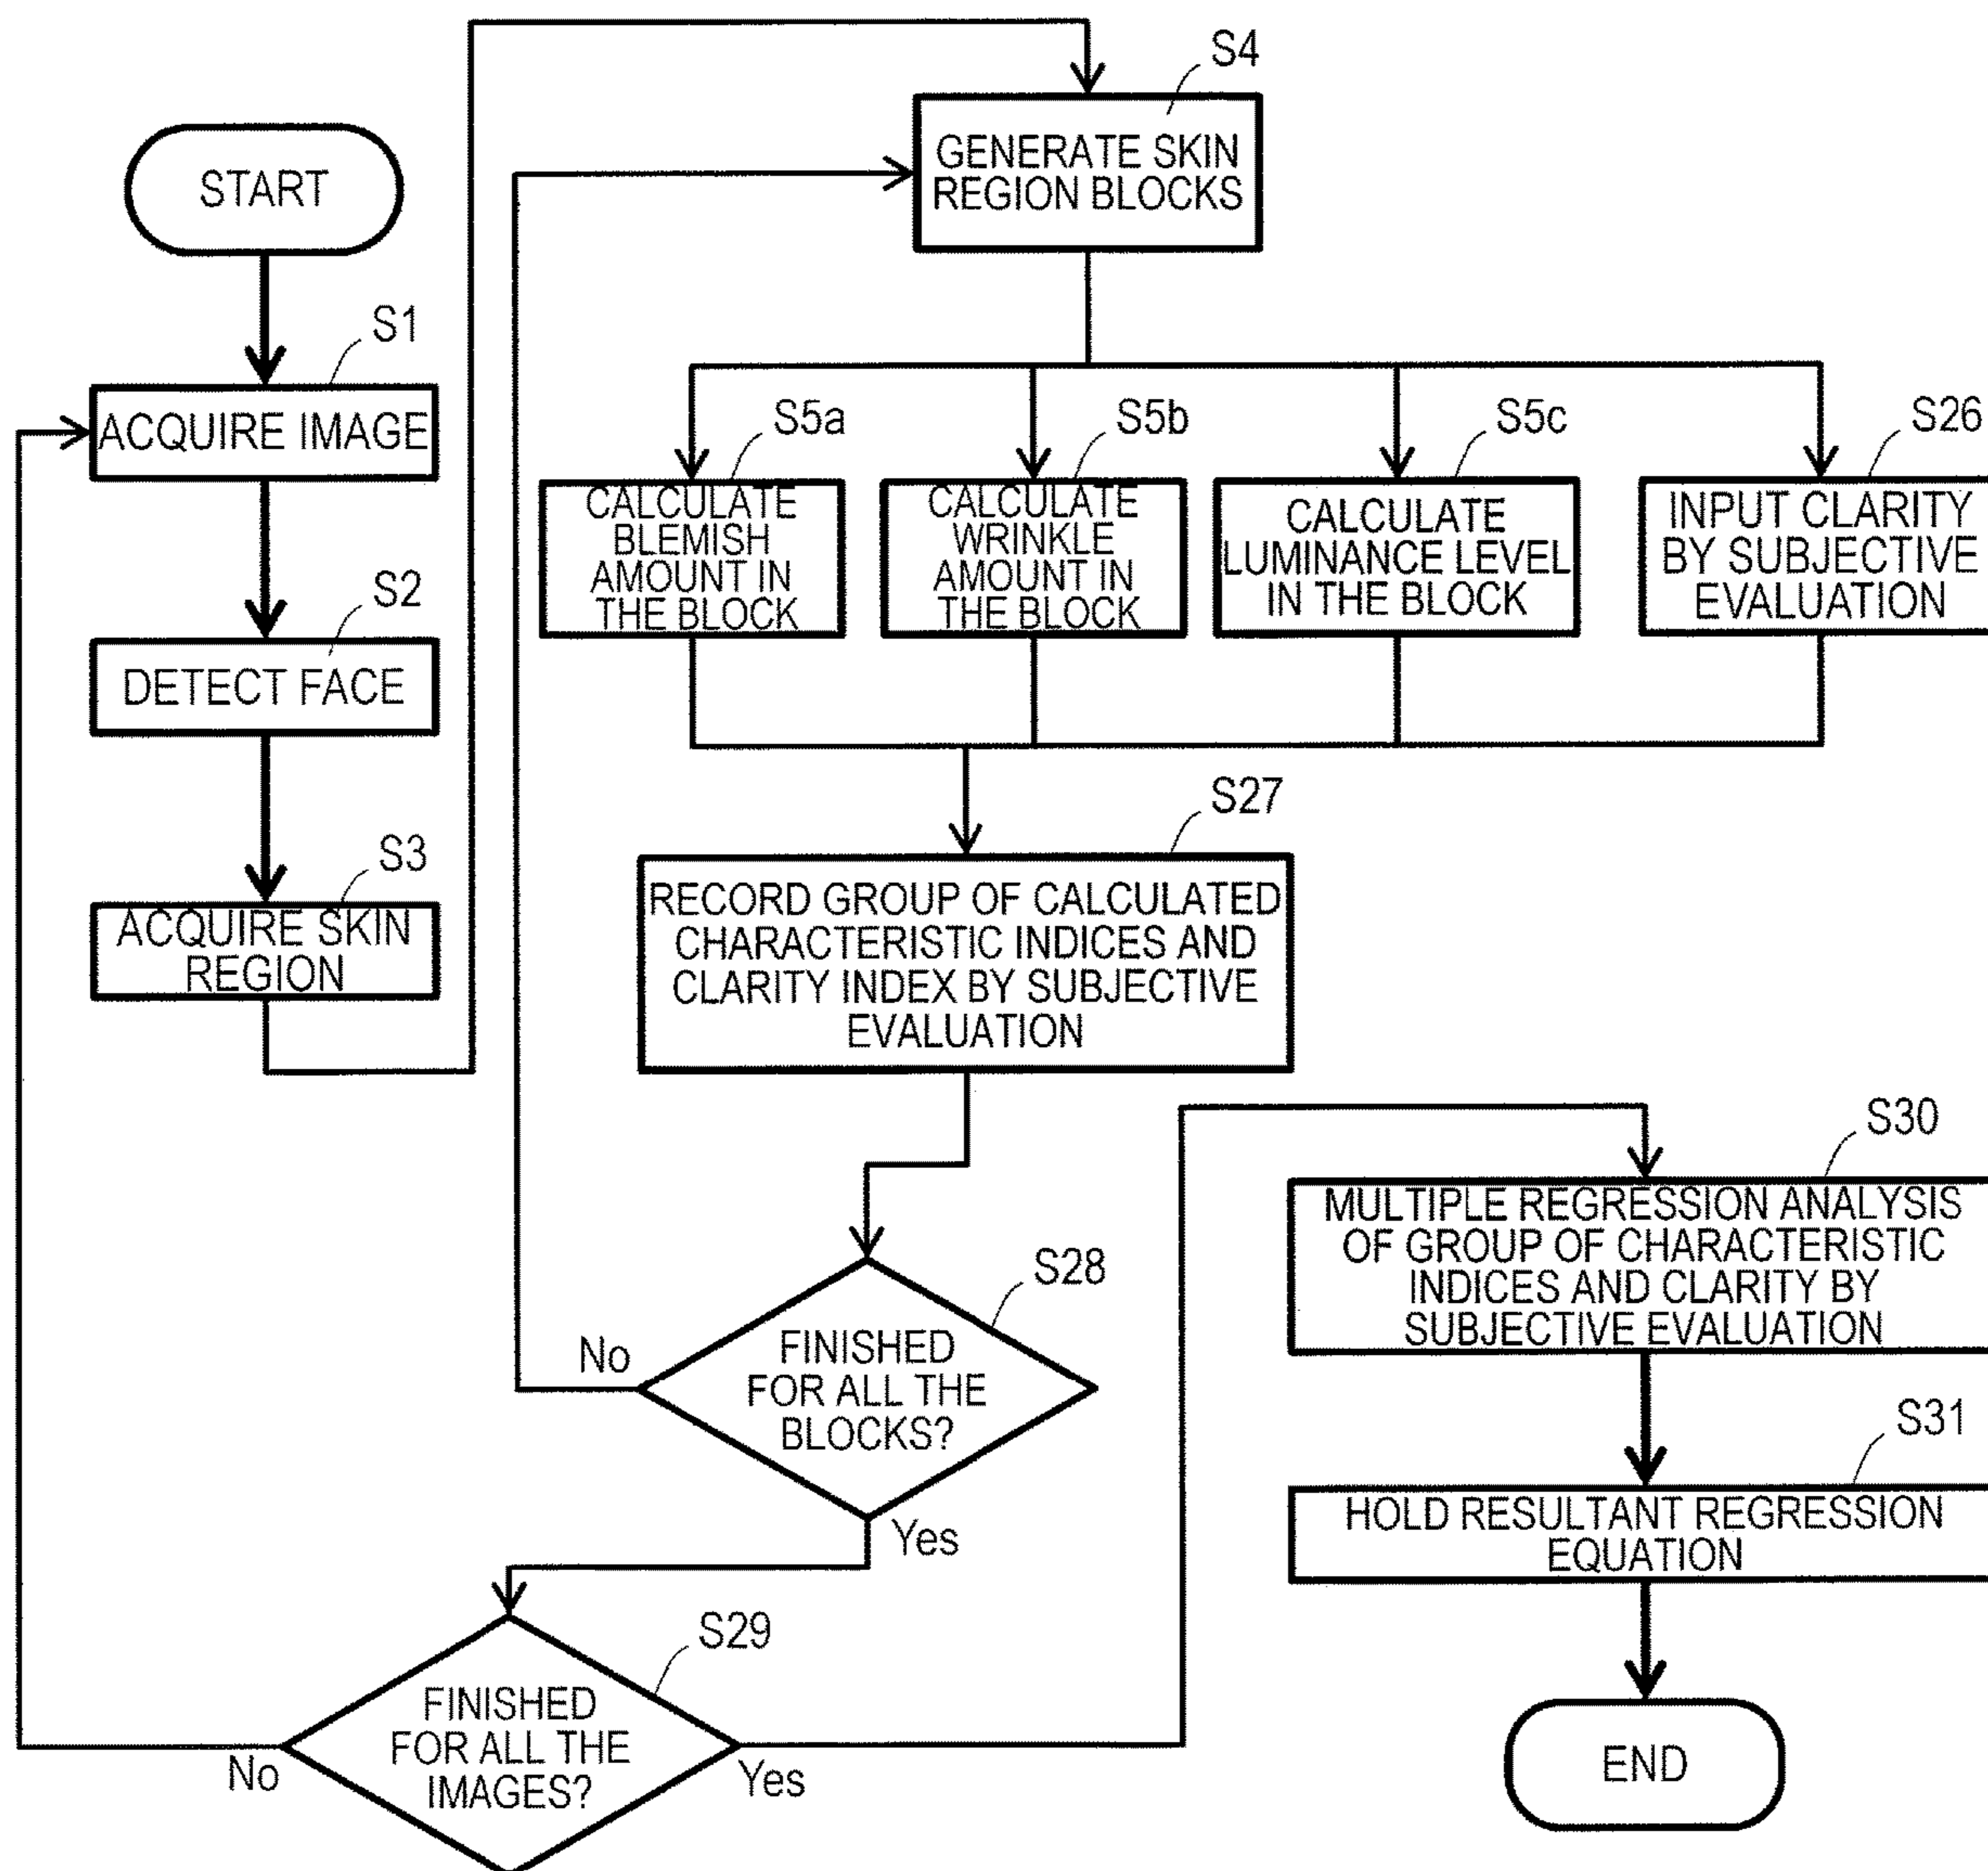 START
S1
ACQUIRE IMAGE
S2
DETECT FACE
S3
ACQUIRE SKIN
REGION
S4
GENERATE SKIN
REGION BLOCKS
S5a
CALCULATE
BLEMISH
AMOUNT IN
THE BLOCK
S5b
CALCULATE
WRINKLE
AMOUNT IN
THE BLOCK
S5c
CALCULATE
LUMINANCE LEVEL
IN THE BLOCK
S26
INPUT CLARITY
BY SUBJECTIVE
EVALUATION
S27
RECORD GROUP OF CALCULATED
CHARACTERISTIC INDICES AND
CLARITY INDEX BY SUBJECTIVE
EVALUATION
S28
FINISHED
FOR ALL THE
BLOCKS?
No
Yes
S29
FINISHED
FOR ALL THE
IMAGES?
No
Yes
S30
MULTIPLE REGRESSION ANALYSIS
OF GROUP OF CHARACTERISTIC
INDICES AND CLARITY BY
SUBJECTIVE EVALUATION
S31
HOLD RESULTANT REGRESSION
EQUATION
END